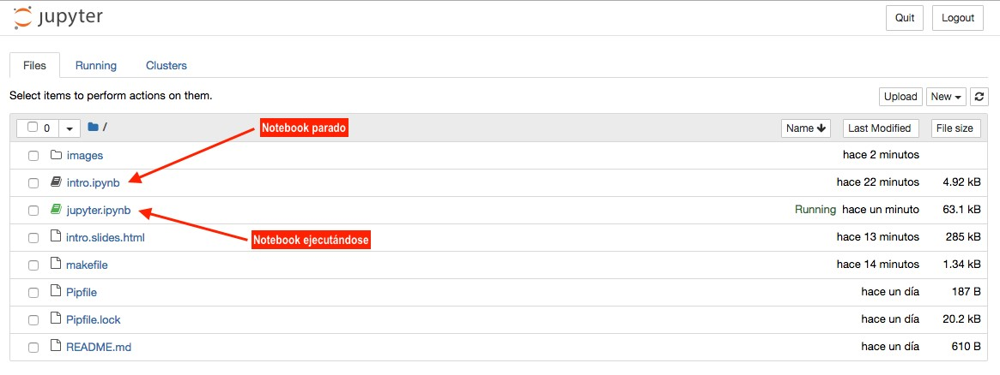 jupyter Quit Logout
Files Running Clusters
Select items to perform actions on them. Upload New
0 / Name Last Modified File size
Notebook parado
images hace 2 minutos
intro.ipynb hace 22 minutos 4.92 kB
jupyter.ipynb Running hace un minuto 63.1 kB
intro.slides.html hace 13 minutos 285 kB
Notebook ejecutándose
makefile hace 14 minutos 1.34 kB
Pipfile hace un día 187 B
Pipfile.lock hace un día 20.2 kB
README.md hace un día 610 B